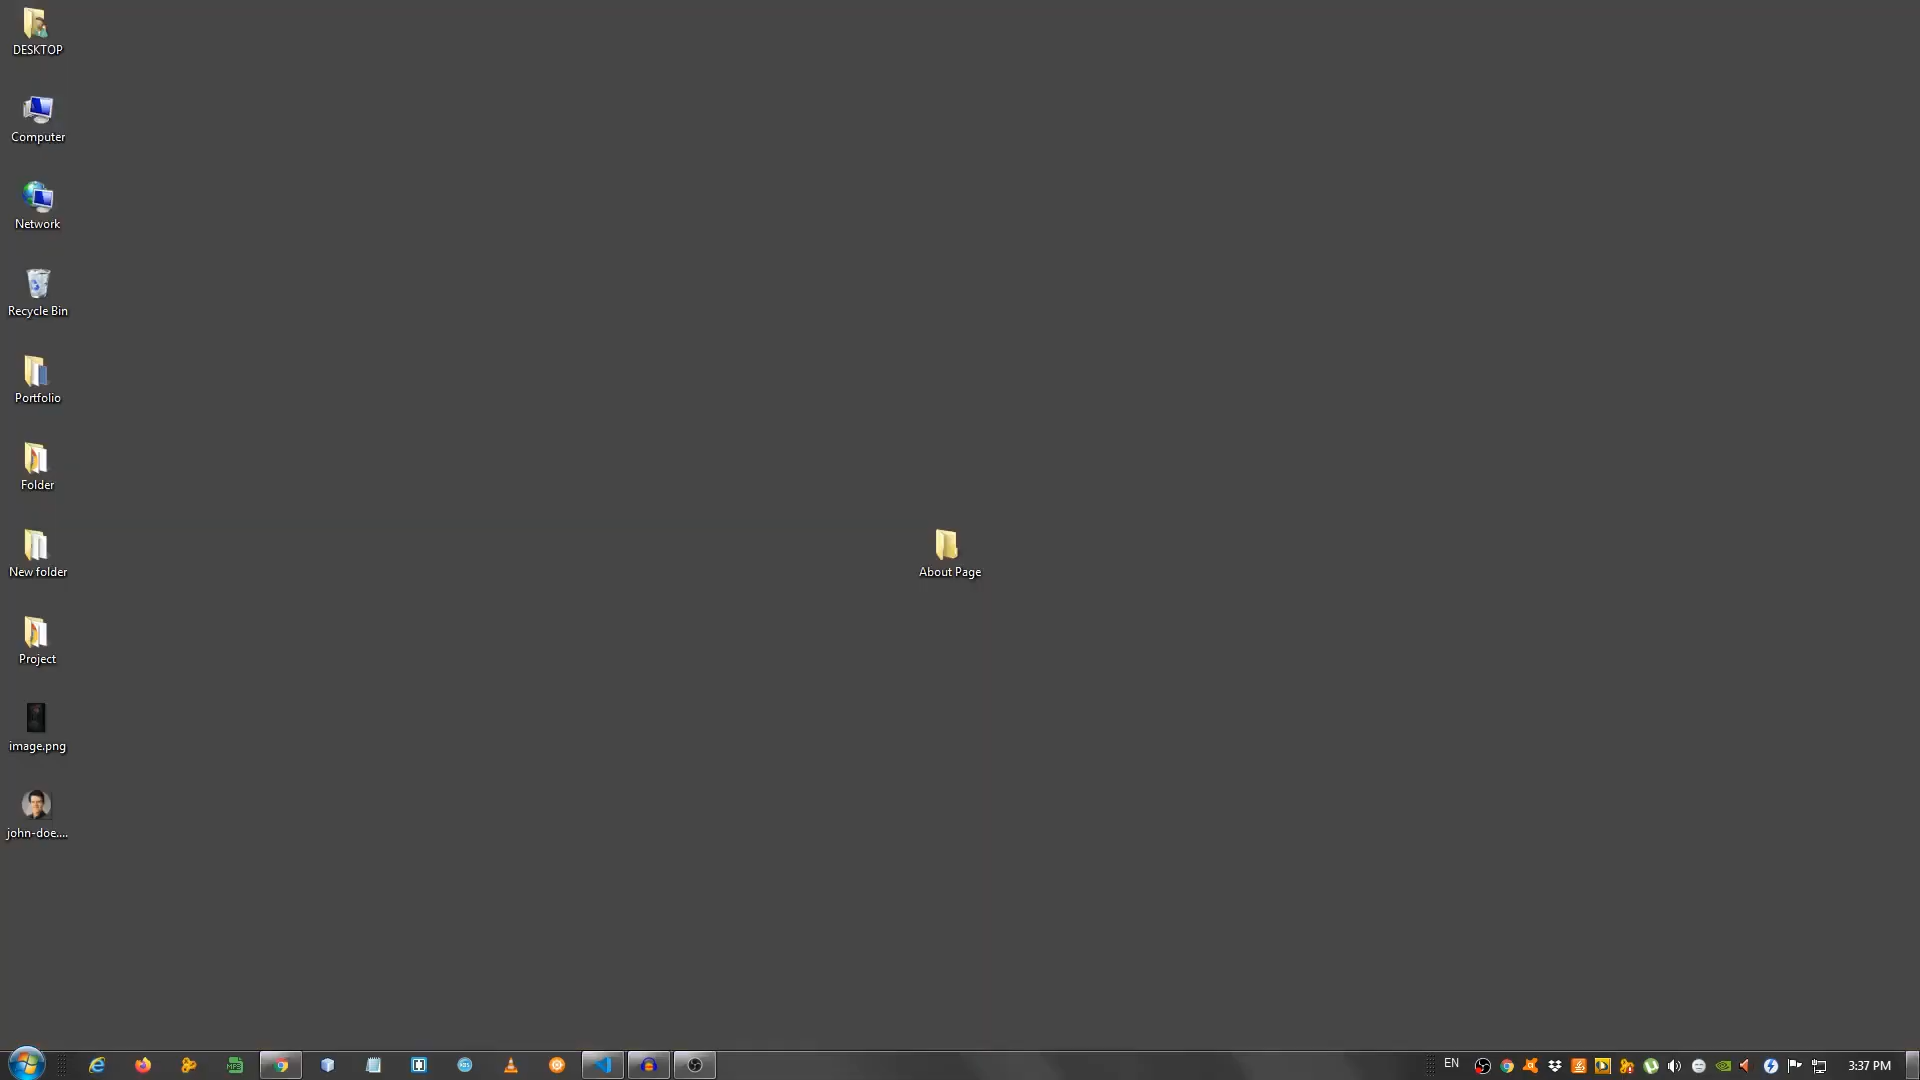 DESKTOP
Computer
Network
Recycle Bin
Portfolio
Folder
New folder
About Page
Project
image.png
john-doe....
EN
3:37 PM